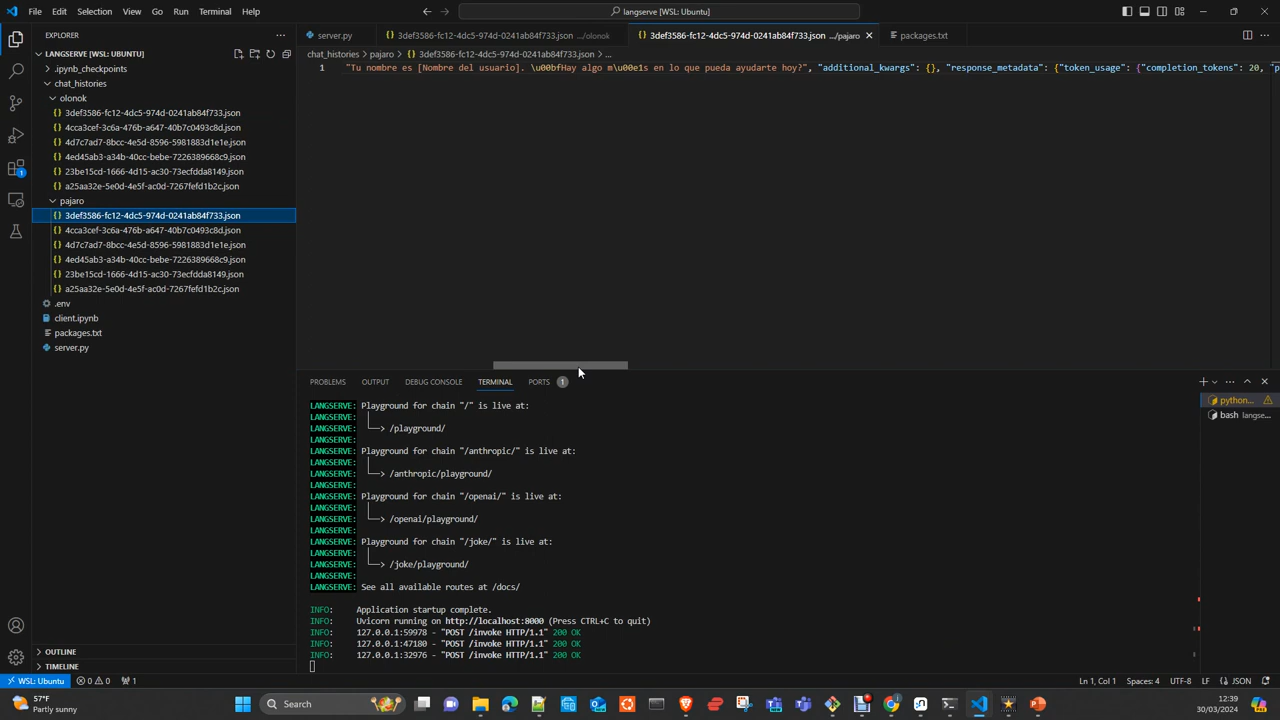 File Edit Selection View Go Run Terminal Help
langserve [WSL: Ubuntu]
EXPLORER
server.py
3def3586-fc12-4dc5-974d-0241ab84f733.json .../olonok
3def3586-fc12-4dc5-974d-0241ab84f733.json .../pajaro
packages.txt
LANGSERVE [WSL: UBUNTU]
chat_histories > pajaro > {} 3def3586-fc12-4dc5-974d-0241ab84f733.json > ...
1 "Tu nombre es [Nombre del usuario]. \u00bfHay algo m\u00e1s en lo que pueda ayudarte hoy?", "additional_kwargs": {}, "response_metadata": {"token_usage": {"completion_tokens": 20, "p
.ipynb_checkpoints
chat_histories
olonok
{} 3def3586-fc12-4dc5-974d-0241ab84f733.json
{} 4cca3cef-3c6a-476b-a647-40b7c0493c8d.json
{} 4d7c7ad7-8bcc-4e5d-8596-5981883d1e1e.json
{} 4ed45ab3-a34b-40cc-bebe-7226389668c9.json
{} 23be15cd-1666-4d15-ac30-73ecfdda8149.json
{} a25aa32e-5e0d-4e5f-ac0d-7267fefd1b2c.json
pajaro
{} 3def3586-fc12-4dc5-974d-0241ab84f733.json
{} 4cca3cef-3c6a-476b-a647-40b7c0493c8d.json
{} 4d7c7ad7-8bcc-4e5d-8596-5981883d1e1e.json
{} 4ed45ab3-a34b-40cc-bebe-7226389668c9.json
{} 23be15cd-1666-4d15-ac30-73ecfdda8149.json
{} a25aa32e-5e0d-4e5f-ac0d-7267fefd1b2c.json
.env
client.ipynb
packages.txt
server.py
PROBLEMS OUTPUT DEBUG CONSOLE TERMINAL PORTS 1
python...
bash langse...
LANGSERVE: Playground for chain "/" is live at:
LANGSERVE:
LANGSERVE: └──> /playground/
LANGSERVE:
LANGSERVE: Playground for chain "/anthropic/" is live at:
LANGSERVE:
LANGSERVE: └──> /anthropic/playground/
LANGSERVE:
LANGSERVE: Playground for chain "/openai/" is live at:
LANGSERVE:
LANGSERVE: └──> /openai/playground/
LANGSERVE:
LANGSERVE: Playground for chain "/joke/" is live at:
LANGSERVE:
LANGSERVE: └──> /joke/playground/
LANGSERVE:
LANGSERVE: See all available routes at /docs/
INFO: Application startup complete.
INFO: Uvicorn running on http://localhost:8000 (Press CTRL+C to quit)
INFO: 127.0.0.1:59978 - "POST /invoke HTTP/1.1" 200 OK
INFO: 127.0.0.1:47180 - "POST /invoke HTTP/1.1" 200 OK
INFO: 127.0.0.1:32976 - "POST /invoke HTTP/1.1" 200 OK
OUTLINE
TIMELINE
WSL: Ubuntu 0 0 1
Ln 1, Col 1 Spaces: 4 UTF-8 LF {} JSON
57°F
Partly sunny
Search
12:39
30/03/2024